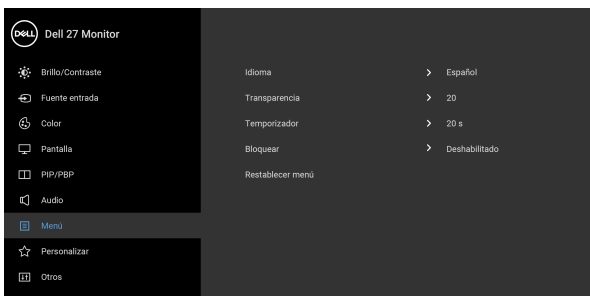 DELL Dell 27 Monitor
Brillo/Contraste
Fuente entrada
Color
Pantalla
PIP/PBP
Audio
Menú
Personalizar
Otros
Idioma > Español
Transparencia > 20
Temporizador > 20 s
Bloquear > Deshabilitado
Restablecer menú